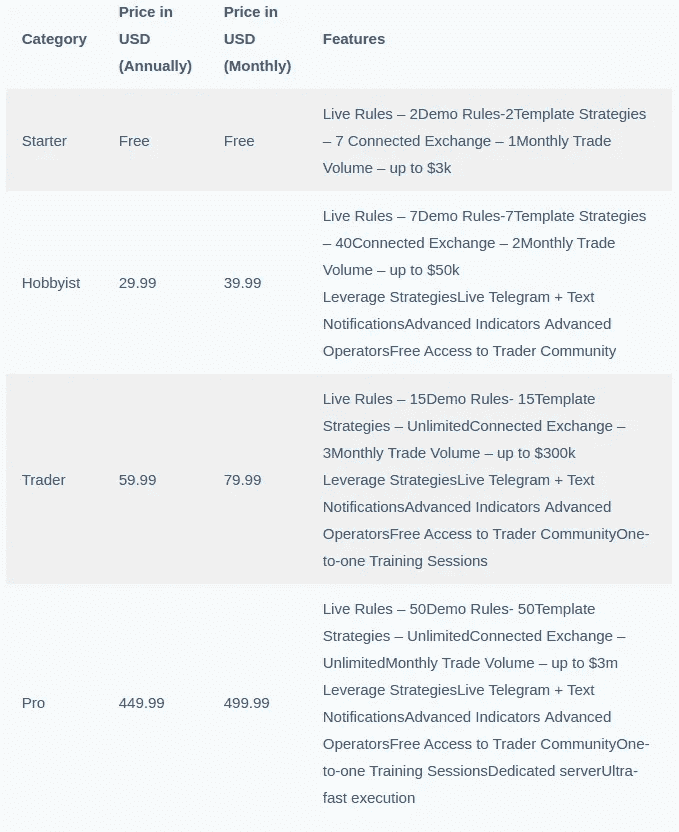 Category
Price in
USD
(Annually)
Price in
USD
(Monthly)
Features
Starter
Free
Free
Live Rules – 2Demo Rules-2Template Strategies
– 7 Connected Exchange – 1Monthly Trade
Volume – up to $3k
Hobbyist
29.99
39.99
Live Rules – 7Demo Rules-7Template Strategies
– 40Connected Exchange – 2Monthly Trade
Volume – up to $50k
Leverage StrategiesLive Telegram + Text
NotificationsAdvanced Indicators Advanced
OperatorsFree Access to Trader Community
Trader
59.99
79.99
Live Rules – 15Demo Rules- 15Template
Strategies – UnlimitedConnected Exchange –
3Monthly Trade Volume – up to $300k
Leverage StrategiesLive Telegram + Text
NotificationsAdvanced Indicators Advanced
OperatorsFree Access to Trader CommunityOne-
to-one Training Sessions
Pro
449.99
499.99
Live Rules – 50Demo Rules- 50Template
Strategies – UnlimitedConnected Exchange –
UnlimitedMonthly Trade Volume – up to $3m
Leverage StrategiesLive Telegram + Text
NotificationsAdvanced Indicators Advanced
OperatorsFree Access to Trader CommunityOne-
to-one Training SessionsDedicated serverUltra-
fast execution